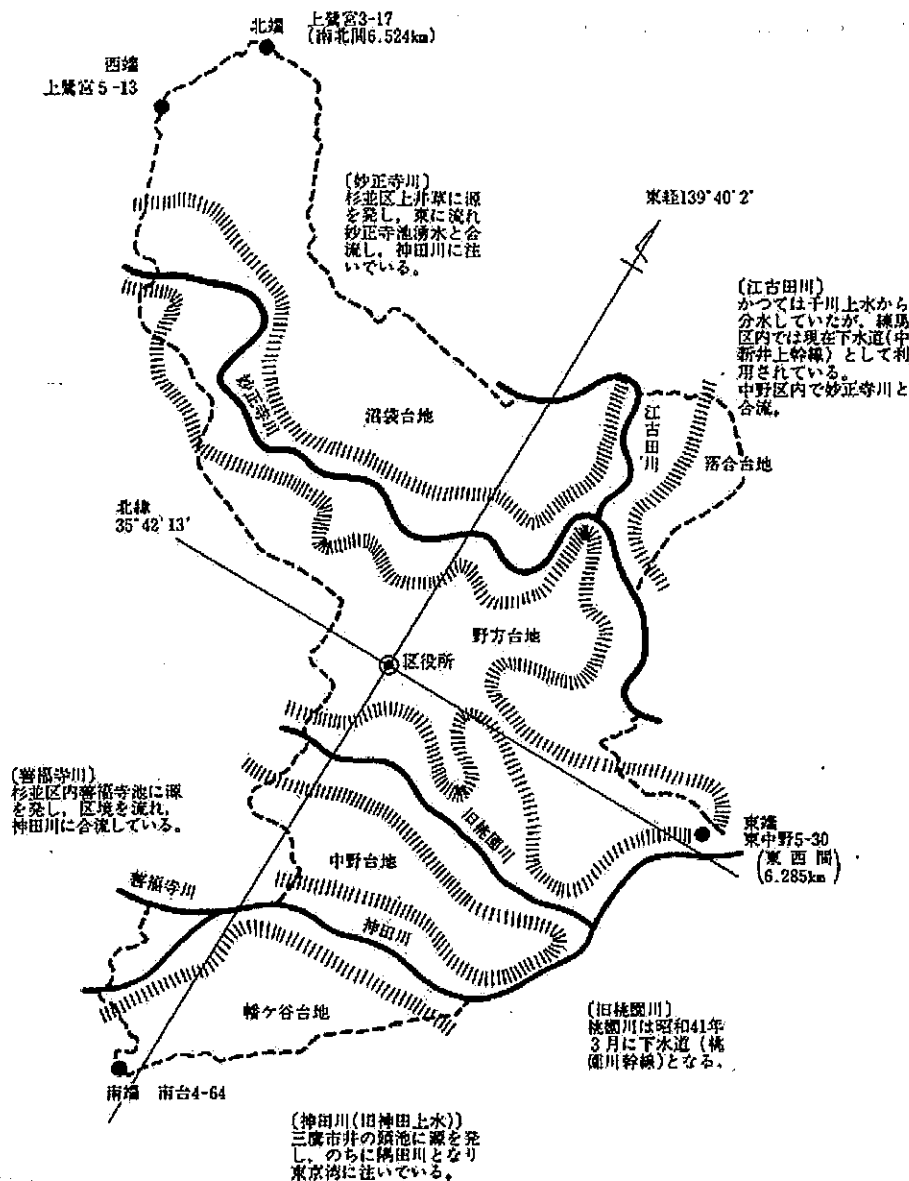 北端
上鷺宮3-17
(南北間6.524km)
西端
上鷺宮5-13
〔妙正寺川〕
杉並区上井草に源
を発し，東に流れ
妙正寺池湧水と合
流し，神田川に注
いでいる。
東経139°40′2″
〔江古田川〕
かつては千川上水から
分水していたが，練馬
区内では現在下水道(中
新井上幹線）として利
用されている。
中野区内で妙正寺川と
合流。
妙正寺川
沼袋台地
江古田川
落合台地
北緯
35°42′13″
野方台地
区役所
〔善福寺川〕
杉並区内善福寺池に源
を発し，区境を流れ，
神田川に合流している。
旧桃園川
東端
東中野5-30
(東西間)
6.285km
中野台地
善福寺川
神田川
幡ケ谷台地
〔旧桃園川〕
桃園川は昭和41年
3月に下水道（桃
園川幹線)となる。
南端 南台4-64
〔神田川(旧神田上水)〕
三鷹市井の頭池に源を発
し，のちに隅田川となり
東京湾に注いでいる。